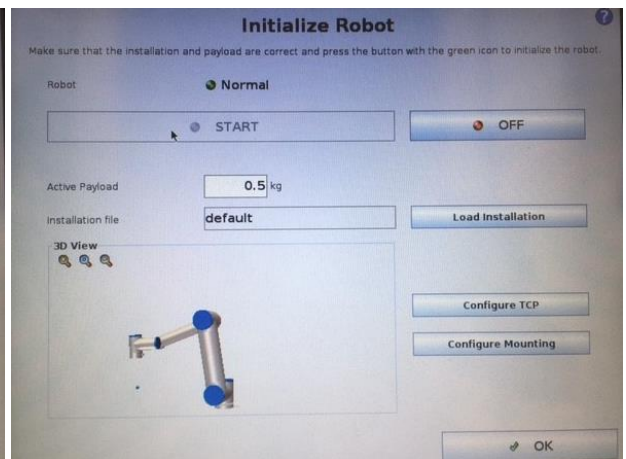 Initialize Robot
?
Make sure that the installation and payload are correct and press the button with the green icon to initialize the robot.
Robot
Normal
START
OFF
Active Payload
0.5 kg
Installation file
default
Load Installation
3D View
Configure TCP
Configure Mounting
OK